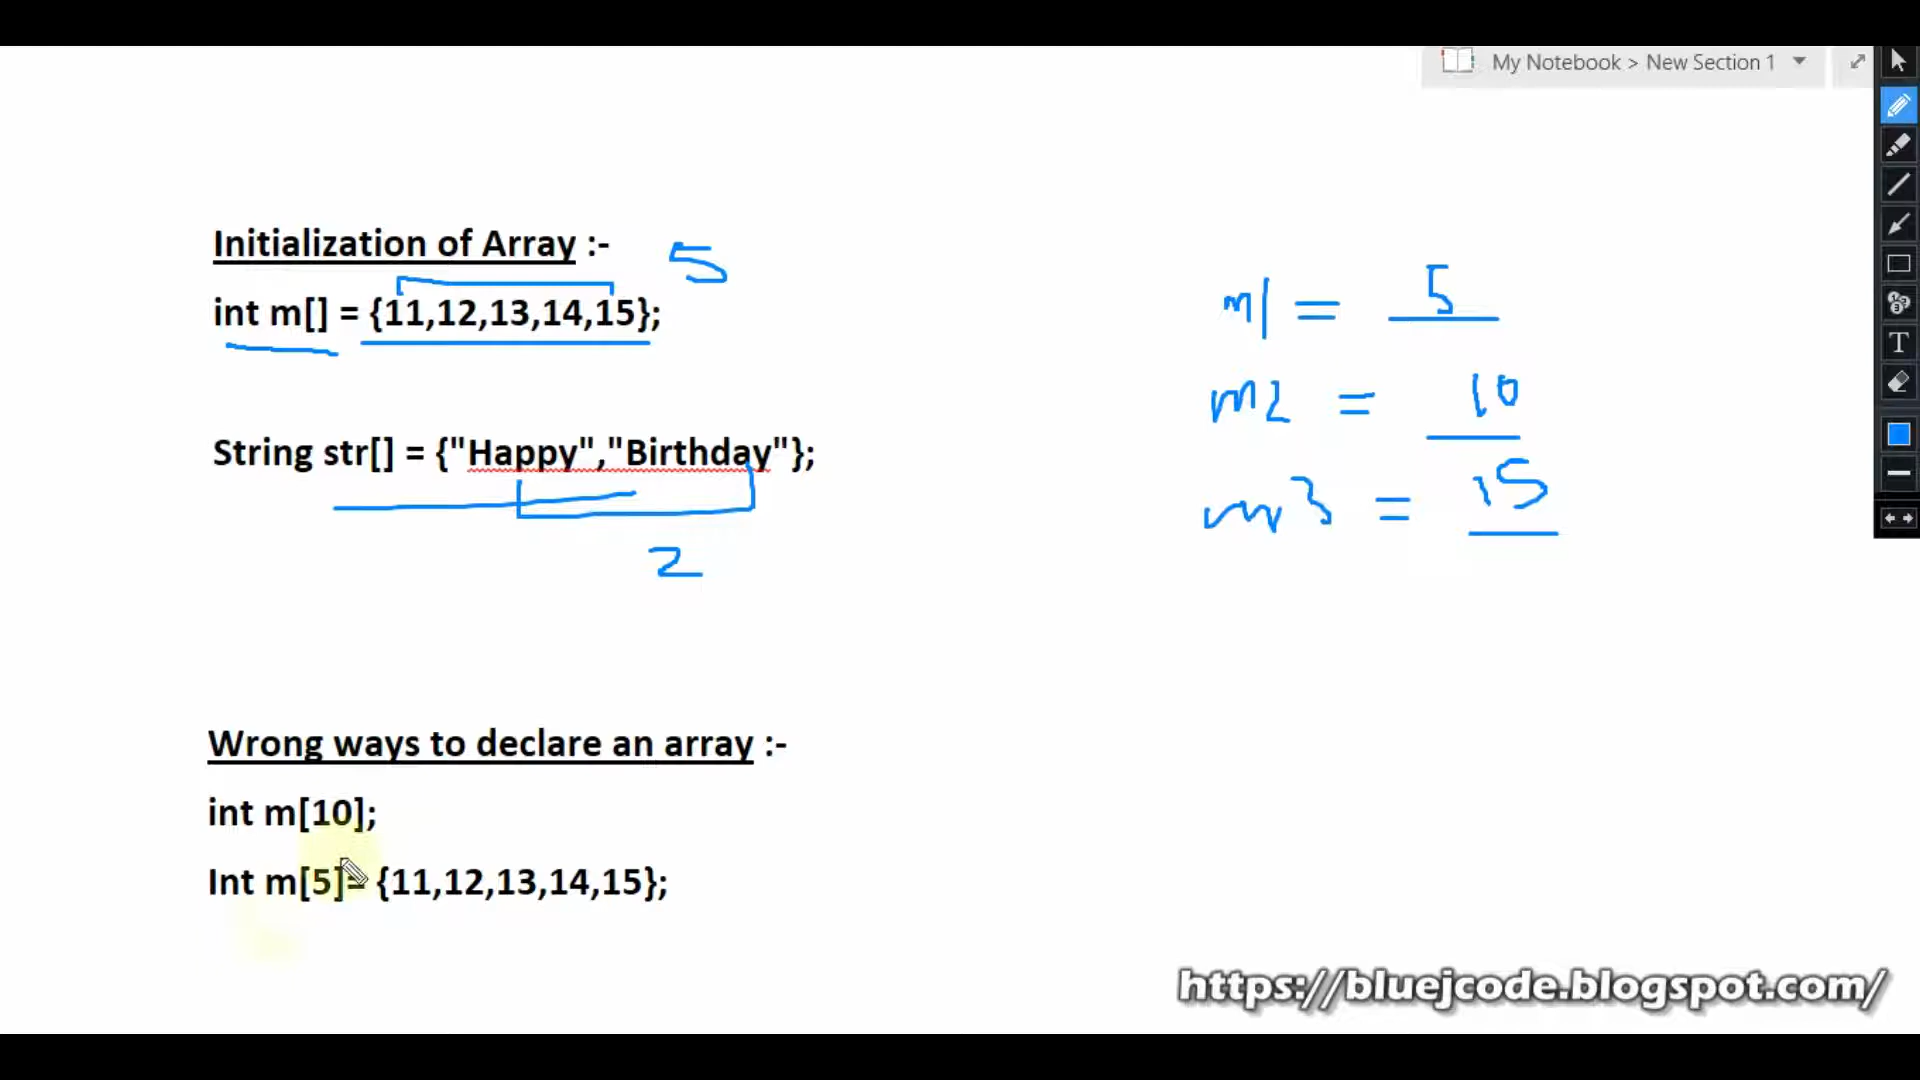 My Notebook > New Section 1
Initialization of Array :-
5
int m[] = {11,12,13,14,15};
String str[] = {"Happy","Birthday"};
2
m1 = 5
m2 = 10
m3 = 15
Wrong ways to declare an array :-
int m[10];
Int m[5]= {11,12,13,14,15};
https://bluejcode.blogspot.com/